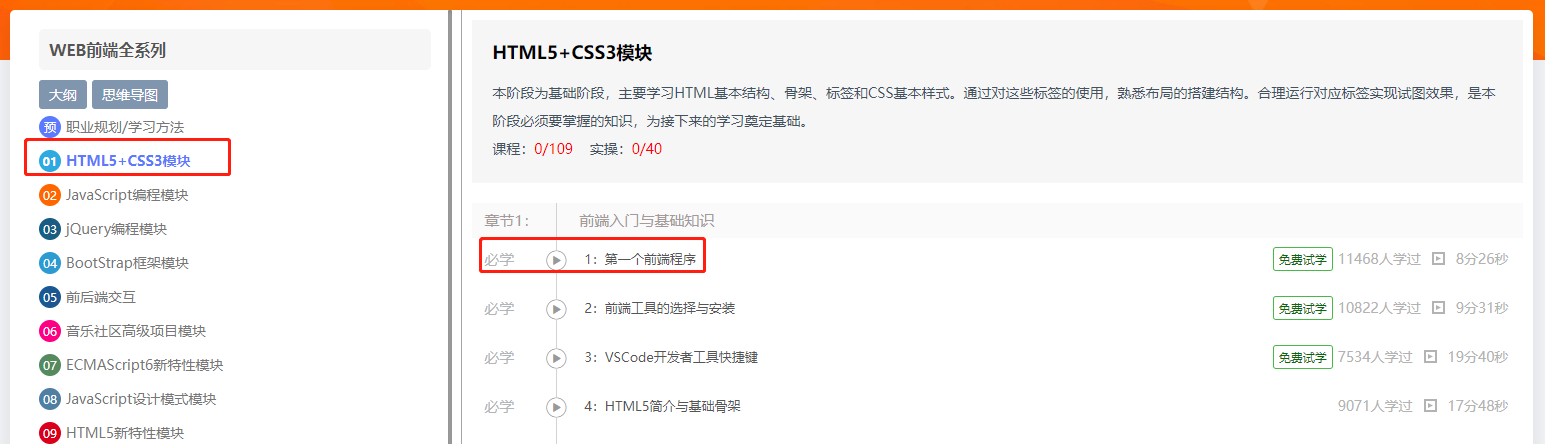 WEB前端全系列
大纲 思维导图
预 职业规划/学习方法
01 HTML5+CSS3模块
02 JavaScript编程模块
03 jQuery编程模块
04 BootStrap框架模块
05 前后端交互
06 音乐社区高级项目模块
07 ECMAScript6新特性模块
08 JavaScript设计模式模块
09 HTML5新特性模块
HTML5+CSS3模块
本阶段为基础阶段，主要学习HTML基本结构、骨架、标签和CSS基本样式。通过对这些标签的使用，熟悉布局的搭建结构。合理运行对应标签实现试图效果，是本
阶段必须要掌握的知识，为接下来的学习奠定基础。
课程：0/109 实操：0/40
章节1： 前端入门与基础知识
必学 1：第一个前端程序 免费试学 11468人学过 8分26秒
必学 2：前端工具的选择与安装 免费试学 10822人学过 9分31秒
必学 3：VSCode开发者工具快捷键 免费试学 7534人学过 19分40秒
必学 4：HTML5简介与基础骨架 9071人学过 17分48秒